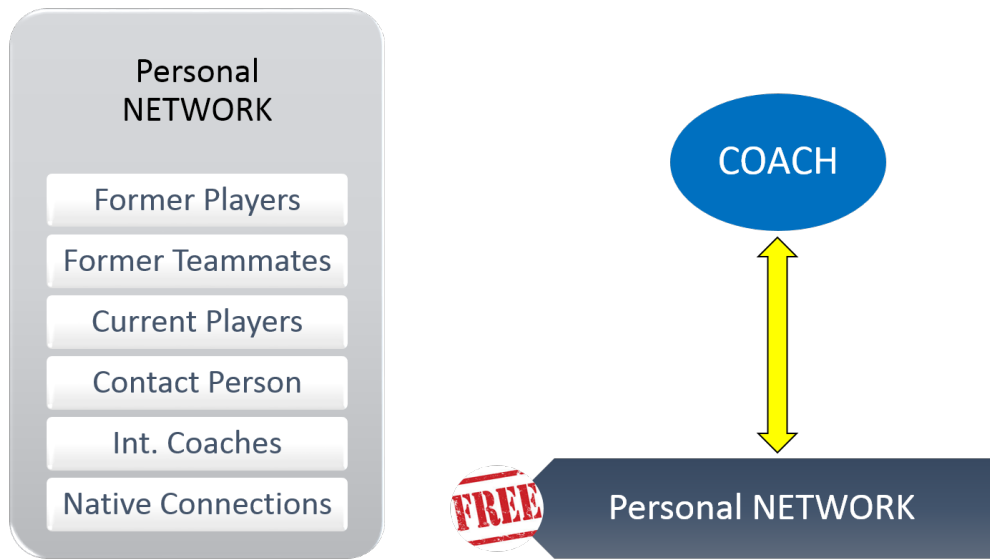 Personal
NETWORK
Former Players
Former Teammates
Current Players
Contact Person
Int. Coaches
Native Connections
COACH
FREE
Personal NETWORK